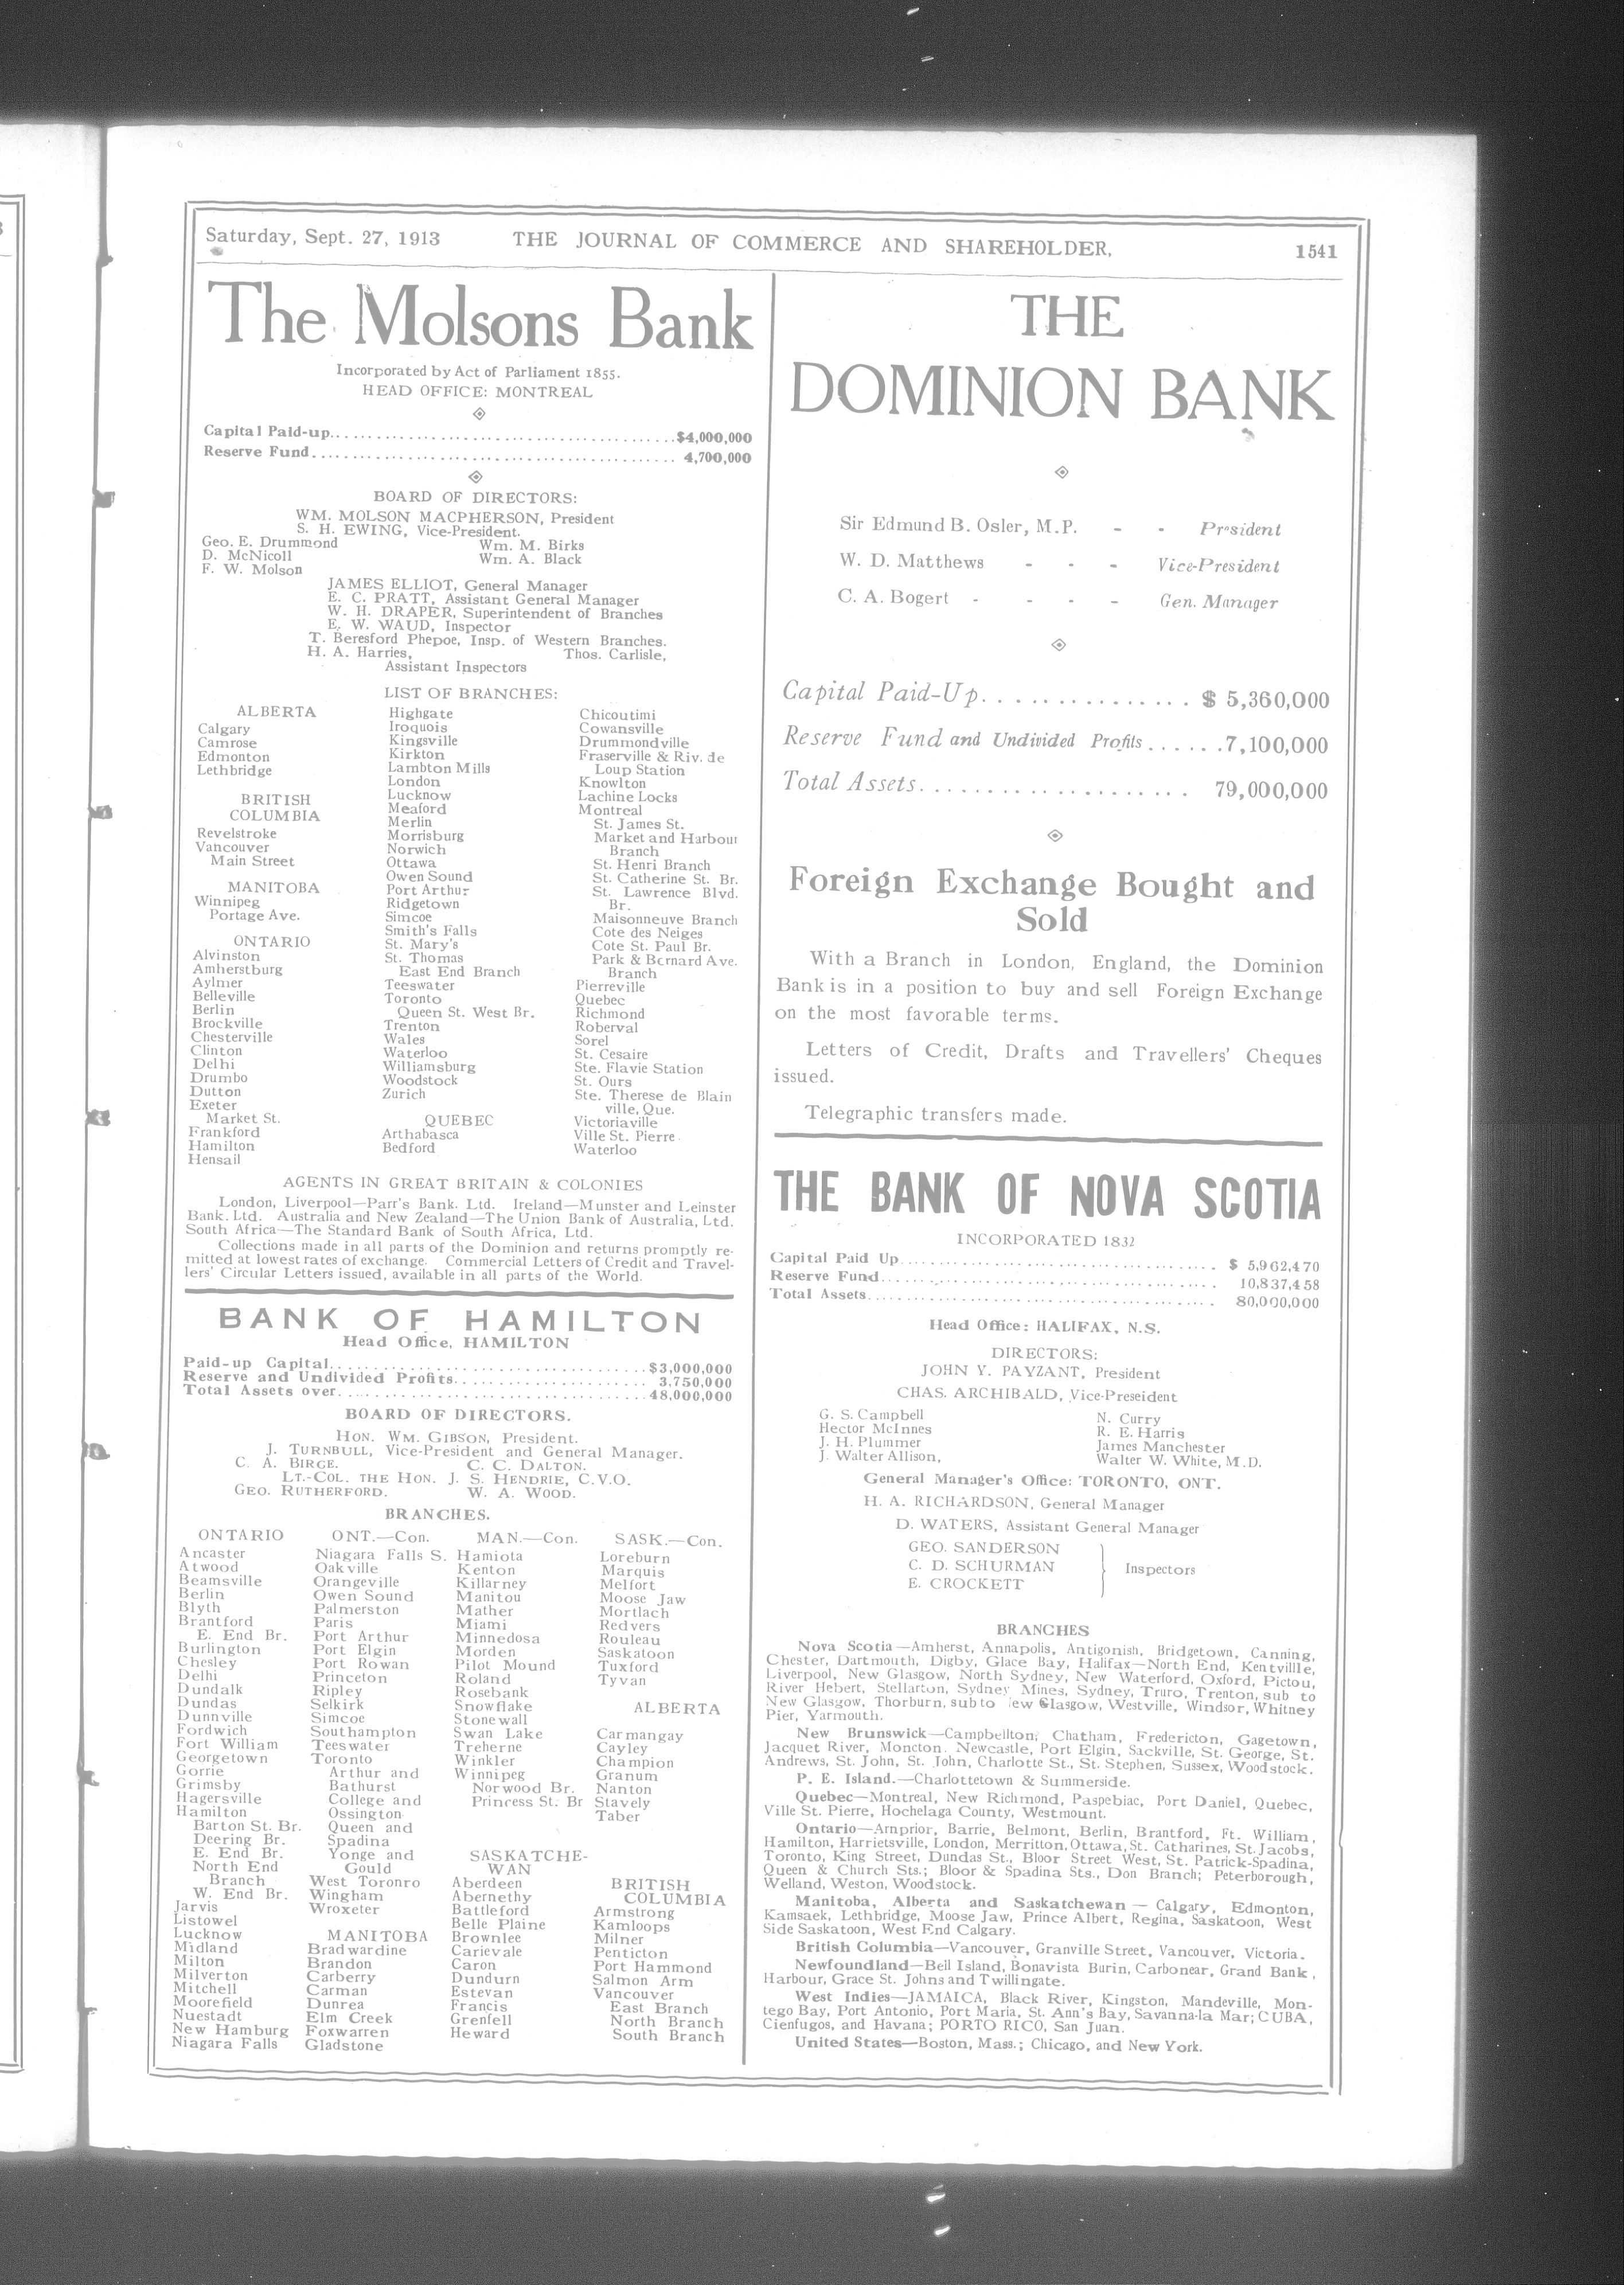 Saturday, Sept. 27, 1913 THE JOURNAL OF COMMERCE AND SHAREHOLDER, 1541
The Molsons Bank
Incorporated by Act of Parliament 1855.
HEAD OFFICE: MONTREAL
Capital Paid-up........................................$4,000,000
Reserve Fund............................................ 4,700,000
BOARD OF DIRECTORS:
WM. MOLSON MACPHERSON, President
S. H. EWING, Vice-President.
Geo. E. Drummond Wm. M. Birks
D. McNicoll Wm. A. Black
F. W. Molson
JAMES ELLIOT, General Manager
E. C. PRATT, Assistant General Manager
W. H. DRAPER, Superintendent of Branches
E. W. WAUD, Inspector
T. Beresford Phepoe, Insp. of Western Branches.
H. A. Harries, Thos. Carlisle,
Assistant Inspectors
LIST OF BRANCHES:
ALBERTA
Calgary
Camrose
Edmonton
Lethbridge
BRITISH
COLUMBIA
Revelstroke
Vancouver
Main Street
MANITOBA
Winnipeg
Portage Ave.
ONTARIO
Alvinston
Amherstburg
Aylmer
Belleville
Berlin
Brockville
Chesterville
Clinton
Delhi
Drumbo
Dutton
Exeter
Market St.
Frankford
Hamilton
Hensail
Highgate
Iroquois
Kingsville
Kirkton
Lambton Mills
London
Lucknow
Meaford
Merlin
Morrisburg
Norwich
Ottawa
Owen Sound
Port Arthur
Ridgetown
Simcoe
Smith's Falls
St. Mary's
St. Thomas
East End Branch
Teeswater
Toronto
Queen St. West Br.
Trenton
Wales
Waterloo
Williamsburg
Woodstock
Zurich
QUEBEC
Arthabasca
Bedford
Chicoutimi
Cowansville
Drummondville
Fraserville & Riv. de
Loup Station
Knowlton
Lachine Locks
Montreal
St. James St.
Market and Harbour
Branch
St. Henri Branch
St. Catherine St. Br.
St. Lawrence Blvd.
Br.
Maisonneuve Branch
Cote des Neiges
Cote St. Paul Br.
Park & Bernard Ave.
Branch
Pierreville
Quebec
Richmond
Roberval
Sorel
St. Cesaire
Ste. Flavie Station
St. Ours
Ste. Therese de Blain
ville, Que.
Victoriaville
Ville St. Pierre
Waterloo
AGENTS IN GREAT BRITAIN & COLONIES
London, Liverpool—Parr's Bank. Ltd. Ireland—Munster and Leinster
Bank. Ltd. Australia and New Zealand—The Union Bank of Australia, Ltd.
South Africa—The Standard Bank of South Africa, Ltd.
Collections made in all parts of the Dominion and returns promptly re-
mitted at lowest rates of exchange. Commercial Letters of Credit and Travel-
lers' Circular Letters issued, available in all parts of the World.
BANK OF HAMILTON
Head Office, HAMILTON
Paid-up Capital.................................$3,000,000
Reserve and Undivided Profits.................... 3,750,000
Total Assets over................................48,000,000
BOARD OF DIRECTORS.
HON. WM. GIBSON, President.
J. TURNBULL, Vice-President and General Manager.
C. A. BIRGE. C. C. DALTON.
LT.-COL. THE HON. J. S. HENDRIE, C.V.O.
GEO. RUTHERFORD. W. A. WOOD.
BRANCHES.
ONTARIO
Ancaster
Atwood
Beamsville
Berlin
Blyth
Brantford
E. End Br.
Burlington
Chesley
Delhi
Dundalk
Dundas
Dunnville
Fordwich
Fort William
Georgetown
Gorrie
Grimsby
Hagersville
Hamilton
Barton St. Br.
Deering Br.
E. End Br.
North End
Branch
W. End Br.
Jarvis
Listowel
Lucknow
Midland
Milton
Milverton
Mitchell
Moorefield
Nuestadt
New Hamburg
Niagara Falls
ONT.—Con.
Niagara Falls S.
Oakville
Orangeville
Owen Sound
Palmerston
Paris
Port Arthur
Port Elgin
Port Rowan
Princeton
Ripley
Selkirk
Simcoe
Southampton
Teeswater
Toronto
Arthur and
Bathurst
College and
Ossington
Queen and
Spadina
Yonge and
Gould
West Toronro
Wingham
Wroxeter
MANITOBA
Bradwardine
Brandon
Carberry
Carman
Dunrea
Elm Creek
Foxwarren
Gladstone
MAN.—Con.
Hamiota
Kenton
Killarney
Manitou
Mather
Miami
Minnedosa
Morden
Pilot Mound
Roland
Rosebank
Snowflake
Stonewall
Swan Lake
Treherne
Winkler
Winnipeg
Norwood Br.
Princess St. Br
SASKATCHE-
WAN
Aberdeen
Abernethy
Battleford
Belle Plaine
Brownlee
Carievale
Caron
Dundurn
Estevan
Francis
Grenfell
Heward
SASK.—Con.
Loreburn
Marquis
Melfort
Moose Jaw
Mortlach
Redvers
Rouleau
Saskatoon
Tuxford
Tyvan
ALBERTA
Carmangay
Cayley
Champion
Granum
Nanton
Stavely
Taber
BRITISH
COLUMBIA
Armstrong
Kamloops
Milner
Penticton
Port Hammond
Salmon Arm
Vancouver
East Branch
North Branch
South Branch
THE
DOMINION BANK
Sir Edmund B. Osler, M.P. - - President
W. D. Matthews - - - Vice-President
C. A. Bogert - - - - Gen. Manager
Capital Paid-Up............... $ 5,360,000
Reserve Fund and Undivided Profits......7,100,000
Total Assets................... 79,000,000
Foreign Exchange Bought and
Sold
With a Branch in London, England, the Dominion
Bank is in a position to buy and sell Foreign Exchange
on the most favorable terms.
Letters of Credit, Drafts and Travellers' Cheques
issued.
Telegraphic transfers made.
THE BANK OF NOVA SCOTIA
INCORPORATED 1832
Capital Paid Up........................................ $ 5,962,470
Reserve Fund........................................... 10,837,458
Total Assets............................................ 80,000,000
Head Office: HALIFAX, N.S.
DIRECTORS:
JOHN Y. PAYZANT, President
CHAS. ARCHIBALD, Vice-Preseident
G. S. Campbell N. Curry
Hector McInnes R. E. Harris
J. H. Plummer James Manchester
J. Walter Allison, Walter W. White, M.D.
General Manager's Office: TORONTO, ONT.
H. A. RICHARDSON, General Manager
D. WATERS, Assistant General Manager
GEO. SANDERSON
C. D. SCHURMAN Inspectors
E. CROCKETT
BRANCHES
Nova Scotia—Amherst, Annapolis, Antigonish, Bridgetown, Canning,
Chester, Dartmouth, Digby, Glace Bay, Halifax—North End, Kentvillle,
Liverpool, New Glasgow, North Sydney, New Waterford, Oxford, Pictou,
River Hebert, Stellarton, Sydney Mines, Sydney, Truro, Trenton, sub to
New Glasgow, Thorburn, sub to ew Glasgow, Westville, Windsor, Whitney
Pier, Yarmouth.
New Brunswick—Campbellton, Chatham, Fredericton, Gagetown,
Jacquet River, Moncton. Newcastle, Port Elgin, Sackville, St. George, St.
Andrews, St. John, St. John, Charlotte St., St. Stephen, Sussex, Woodstock.
P. E. Island.—Charlottetown & Summerside.
Quebec—Montreal, New Richmond, Paspebiac, Port Daniel, Quebec,
Ville St. Pierre, Hochelaga County, Westmount.
Ontario—Arnprior, Barrie, Belmont, Berlin, Brantford, Ft. William,
Hamilton, Harrietsville, London, Merritton, Ottawa, St. Catharines, St. Jacobs,
Toronto, King Street, Dundas St., Bloor Street West, St. Patrick-Spadina,
Queen & Church Sts.; Bloor & Spadina Sts., Don Branch; Peterborough,
Welland, Weston, Woodstock.
Manitoba, Alberta and Saskatchewan — Calgary, Edmonton,
Kamsaek, Lethbridge, Moose Jaw, Prince Albert, Regina, Saskatoon, West
Side Saskatoon, West End Calgary.
British Columbia—Vancouver, Granville Street, Vancouver, Victoria.
Newfoundland—Bell Island, Bonavista Burin, Carbonear, Grand Bank,
Harbour, Grace St. Johns and Twillingate.
West Indies—JAMAICA, Black River, Kingston, Mandeville, Mon-
tego Bay, Port Antonio, Port Maria, St. Ann's Bay, Savanna-la Mar; CUBA,
Cienfugos, and Havana; PORTO RICO, San Juan.
United States—Boston, Mass.; Chicago, and New York.